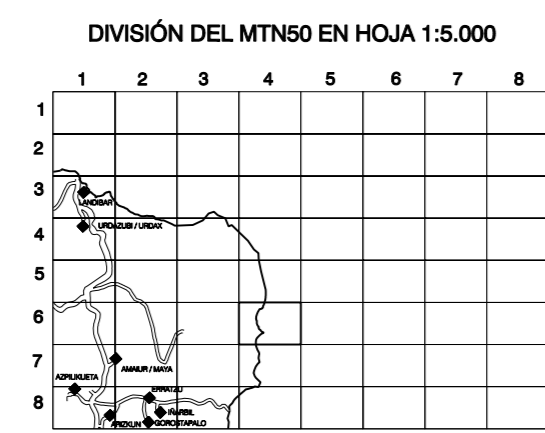 DIVISIÓN DEL MTN50 EN HOJA 1:5.000
1 2 3 4 5 6 7 8
1
2
3
LANDIBAR
4
URDAZUBI / URDAX
5
6
7
AMAIUR / MAYA
AZPILIKUETA
ERRATZU
8
IÑARBIL
ARIZKUN
GOROSTAPALO